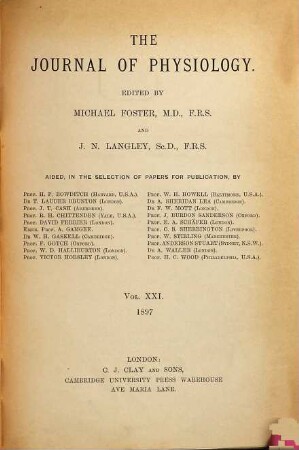 THE
JOURNAL OF PHYSIOLOGY.
EDITED BY
MICHAEL FOSTER, M.D., F.R.S.
AND
J. N. LANGLEY, Sc.D., F.R.S.
AIDED, IN THE SELECTION OF PAPERS FOR PUBLICATION, BY
Prof. H. P. BOWDITCH (Harvard, U.S.A.).
Dr T. LAUDER BRUNTON (London).
Prof. J. T. CASH (Aberdeen).
Prof. R. H. CHITTENDEN (Yale, U.S.A.).
Prof. DAVID FERRIER (London).
Prof. A. GAMGEE.
Dr W. H. GASKELL (Cambridge).
Prof. F. GOTCH (Oxford).
Prof. W. D. HALLIBURTON (London).
Prof. VICTOR HORSLEY (London).
Prof. W. H. HOWELL (Baltimore, U.S.A.).
Dr A. SHERIDAN LEA (Cambridge).
Dr F. W. MOTT (London).
Prof. J. BURDON SANDERSON (Oxford).
Prof. E. A. SCHÄFER (London).
Prof. C. S. SHERRINGTON (Liverpool).
Prof. W. STIRLING (Manchester).
Prof. ANDERSON STUART (Sydney, N.S.W.).
Dr A. WALLER (London).
Prof. H. C. WOOD (Philadelphia, U.S.A.).
Vol. XXI.
1897
LONDON:
C. J. CLAY AND SONS,
CAMBRIDGE UNIVERSITY PRESS WAREHOUSE
AVE MARIA LANE.